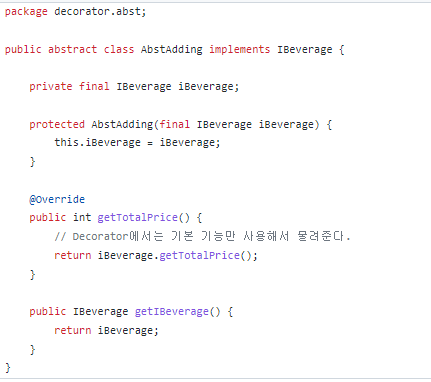 package decorator.abst;
public abstract class AbstAdding implements IBeverage {
private final IBeverage iBeverage;
protected AbstAdding(final IBeverage iBeverage) {
this.iBeverage = iBeverage;
}
@Override
public int getTotalPrice() {
// Decorator에서는 기본 기능만 사용해서 물려준다.
return iBeverage.getTotalPrice();
}
public IBeverage getIBeverage() {
return iBeverage;
}
}